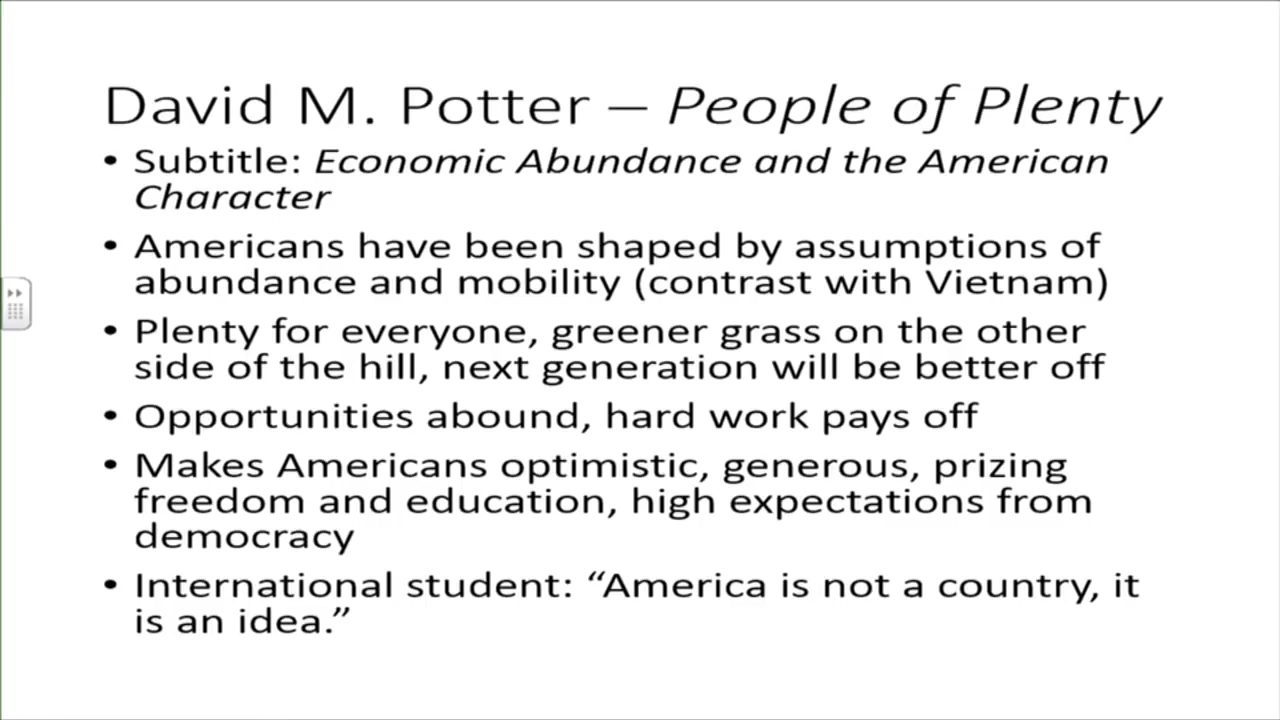 David M. Potter – People of Plenty
• Subtitle: Economic Abundance and the American
Character
• Americans have been shaped by assumptions of
abundance and mobility (contrast with Vietnam)
• Plenty for everyone, greener grass on the other
side of the hill, next generation will be better off
• Opportunities abound, hard work pays off
• Makes Americans optimistic, generous, prizing
freedom and education, high expectations from
democracy
• International student: “America is not a country, it
is an idea.”